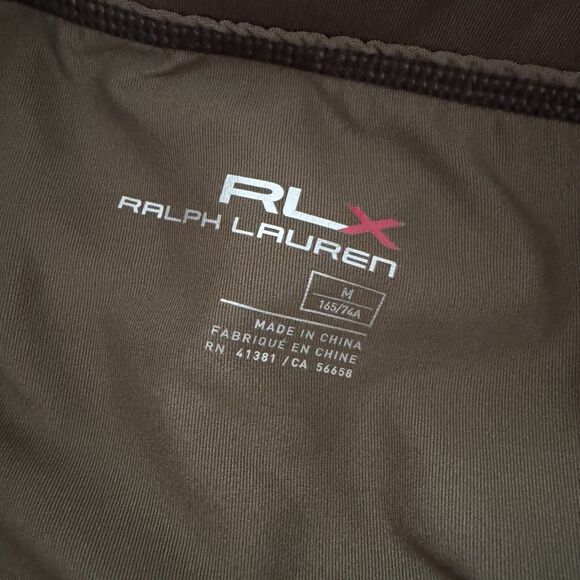 RLX
RALPH LAUREN
M
165/74A
MADE IN CHINA
FABRIQUÉ EN CHINE
RN 41381 / CA 56658